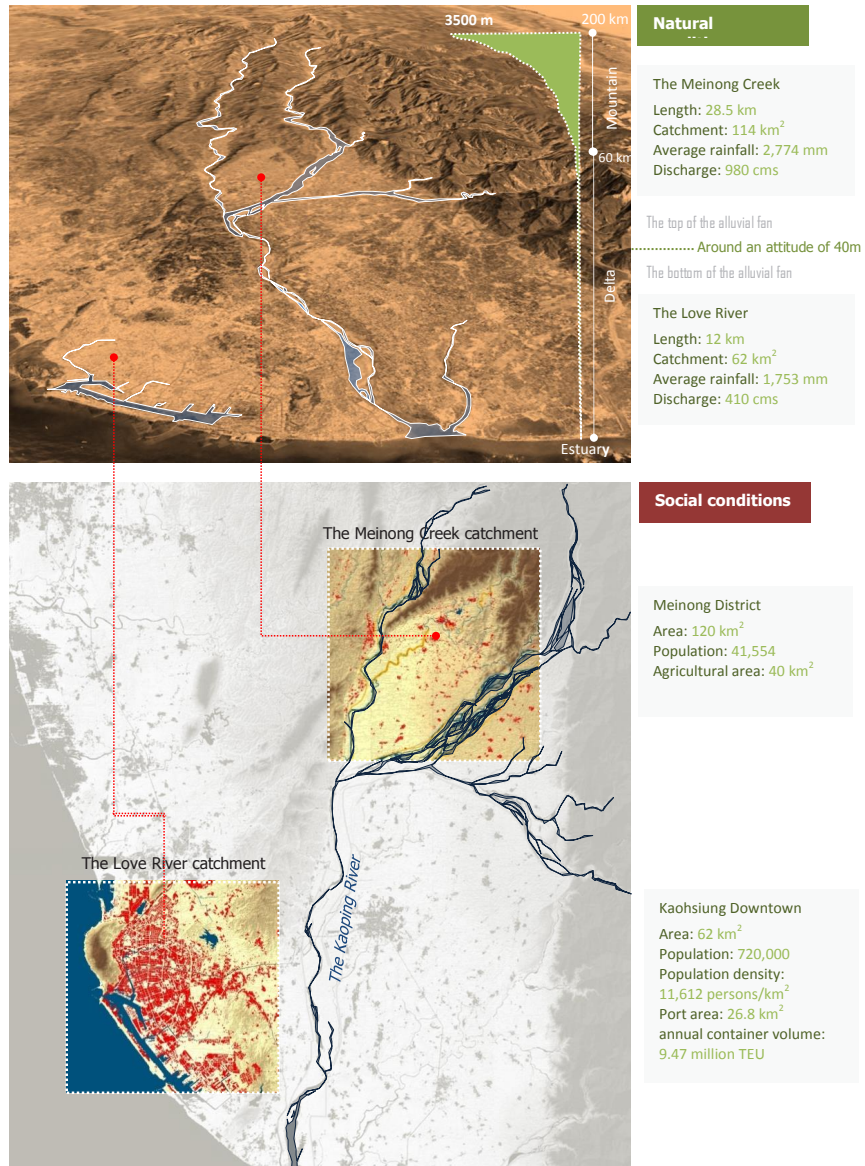 3500 m
200 km
Mountain
60 km
Delta
Estuary
Natural
The Meinong Creek
Length: 28.5 km
Catchment: 114 km²
Average rainfall: 2,774 mm
Discharge: 980 cms
The top of the alluvial fan
Around an attitude of 40m
The bottom of the alluvial fan
The Love River
Length: 12 km
Catchment: 62 km²
Average rainfall: 1,753 mm
Discharge: 410 cms
Social conditions
The Meinong Creek catchment
Meinong District
Area: 120 km²
Population: 41,554
Agricultural area: 40 km²
The Love River catchment
The Kaoping River
Kaohsiung Downtown
Area: 62 km²
Population: 720,000
Population density:
11,612 persons/km²
Port area: 26.8 km²
annual container volume:
9.47 million TEU